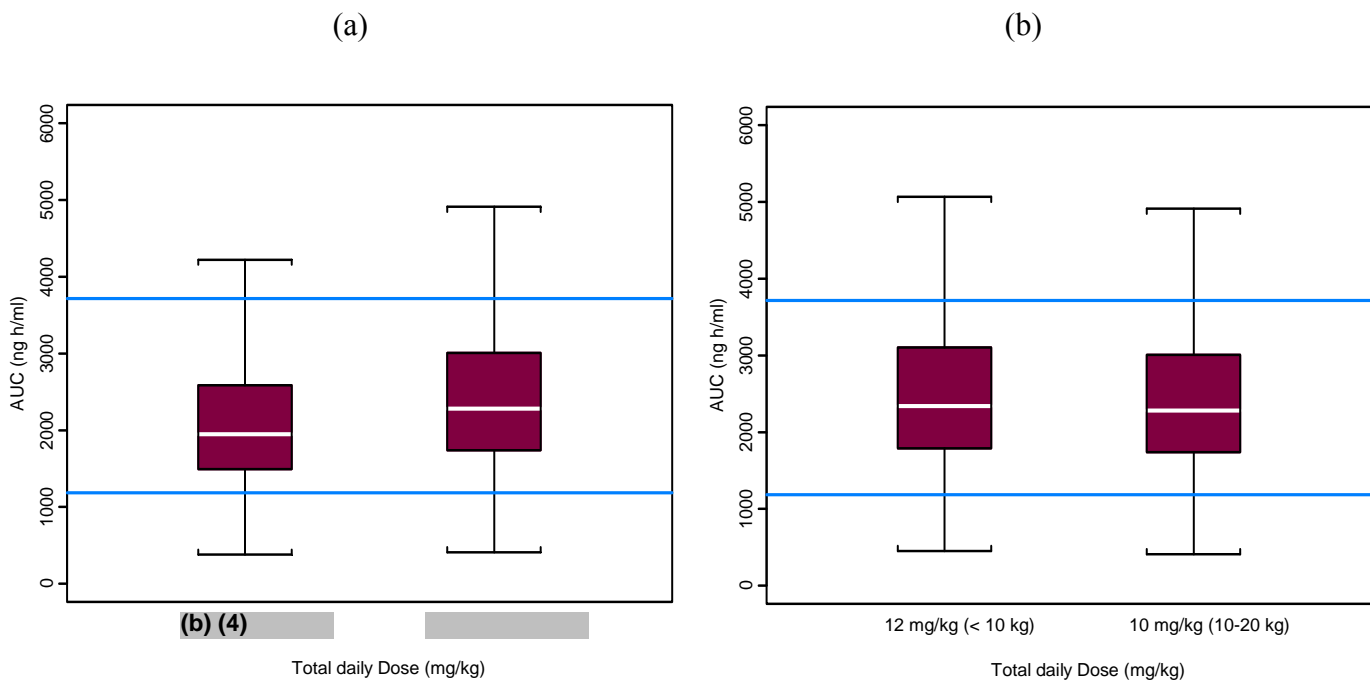 (a)
(b)
6000
5000
4000
3000
2000
1000
0
AUC (ng h/ml)
(b) (4)
Total daily Dose (mg/kg)
6000
5000
4000
3000
2000
1000
0
AUC (ng h/ml)
12 mg/kg (< 10 kg)
10 mg/kg (10-20 kg)
Total daily Dose (mg/kg)